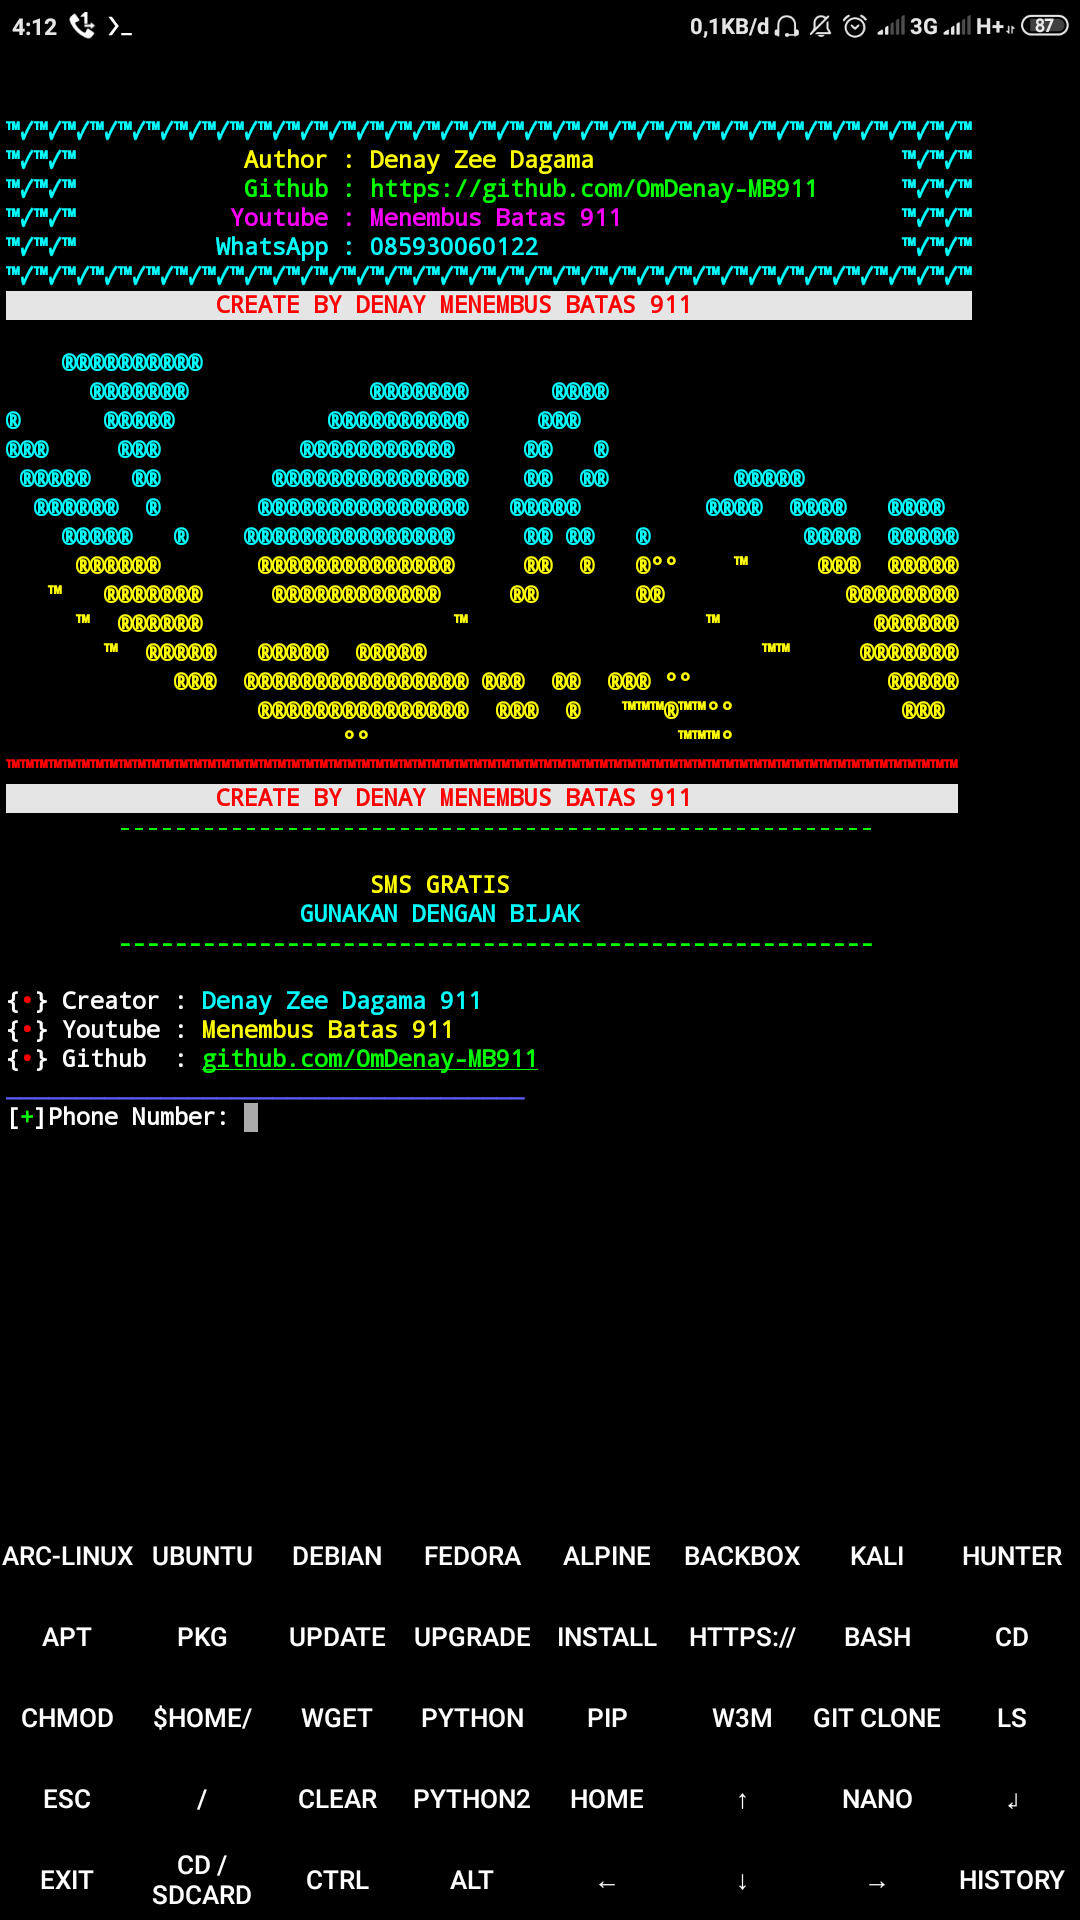 4:12 0,1KB/d 3G H+ 87
™/™/™/™/™/™/™/™/™/™/™/™/™/™/™/™/™/™/™/™/™/™/™/™/™/™/™/™/™/™/™/™/™/™/™
™/™/™ Author : Denay Zee Dagama ™/™/™
™/™/™ Github : https://github.com/OmDenay-MB911 ™/™/™
™/™/™ Youtube : Menembus Batas 911 ™/™/™
™/™/™ WhatsApp : 085930060122 ™/™/™
™/™/™/™/™/™/™/™/™/™/™/™/™/™/™/™/™/™/™/™/™/™/™/™/™/™/™/™/™/™/™/™/™/™/™
CREATE BY DENAY MENEMBUS BATAS 911
®®®®®®®®®®
®®®®®®® ®®®®®®® ®®®®
® ®®®®® ®®®®®®®®®® ®®®
®®® ®®® ®®®®®®®®®®® ®® ®
®®®®® ®® ®®®®®®®®®®®®®® ®® ®® ®®®®®
®®®®®® ® ®®®®®®®®®®®®®®® ®®®®® ®®®® ®®®® ®®®®
®®®®® ® ®®®®®®®®®®®®®®® ®® ®® ® ®®®® ®®®®®
®®®®®® ®®®®®®®®®®®®®® ®® ® ®°° ™ ®®® ®®®®®
™ ®®®®®®® ®®®®®®®®®®®® ®® ®® ®®®®®®®®
™ ®®®®®® ™ ™ ®®®®®®
™ ®®®®® ®®®®® ®®®®® ™™ ®®®®®®®
®®® ®®®®®®®®®®®®®®®® ®®® ®® ®®® °° ®®®®®
®®®®®®®®®®®®®®® ®®® ® ™™™®™™°° ®®®
°° ™™™°
™™™™™™™™™™™™™™™™™™™™™™™™™™™™™™™™™™™™™™™™™™™™™™™™™™™™™™™™™™™™™™™™™™™™
CREATE BY DENAY MENEMBUS BATAS 911
------------------------------------------------------
SMS GRATIS
GUNAKAN DENGAN BIJAK
------------------------------------------------------
{•} Creator : Denay Zee Dagama 911
{•} Youtube : Menembus Batas 911
{•} Github : github.com/OmDenay-MB911
_____________________________________
[+]Phone Number:
ARC-LINUX UBUNTU DEBIAN FEDORA ALPINE BACKBOX KALI HUNTER
APT PKG UPDATE UPGRADE INSTALL HTTPS:// BASH CD
CHMOD $HOME/ WGET PYTHON PIP W3M GIT CLONE LS
ESC / CLEAR PYTHON2 HOME ↑ NANO ↲
EXIT CD / SDCARD CTRL ALT ← ↓ → HISTORY